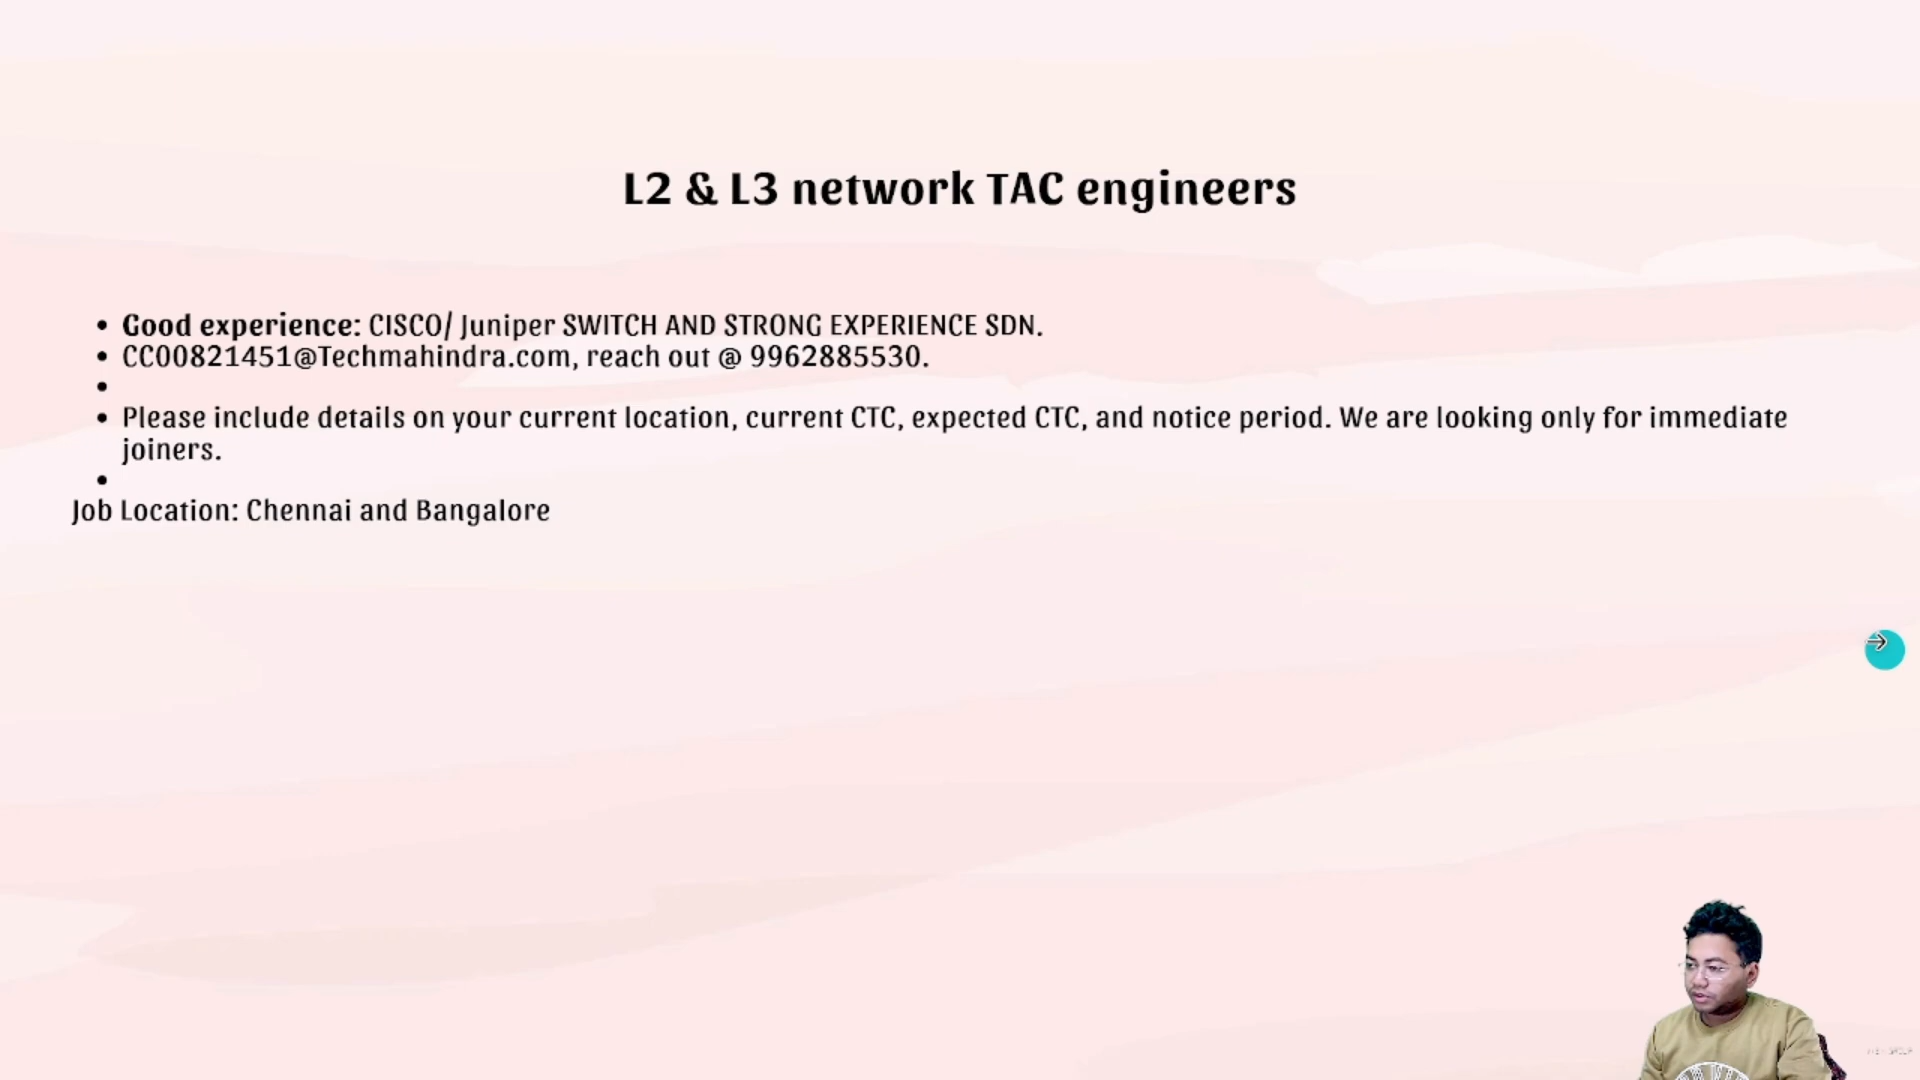 L2 & L3 network TAC engineers
• Good experience: CISCO/ Juniper SWITCH AND STRONG EXPERIENCE SDN.
• CC00821451@Techmahindra.com, reach out @ 9962885530.
•
• Please include details on your current location, current CTC, expected CTC, and notice period. We are looking only for immediate
joiners.
•
Job Location: Chennai and Bangalore